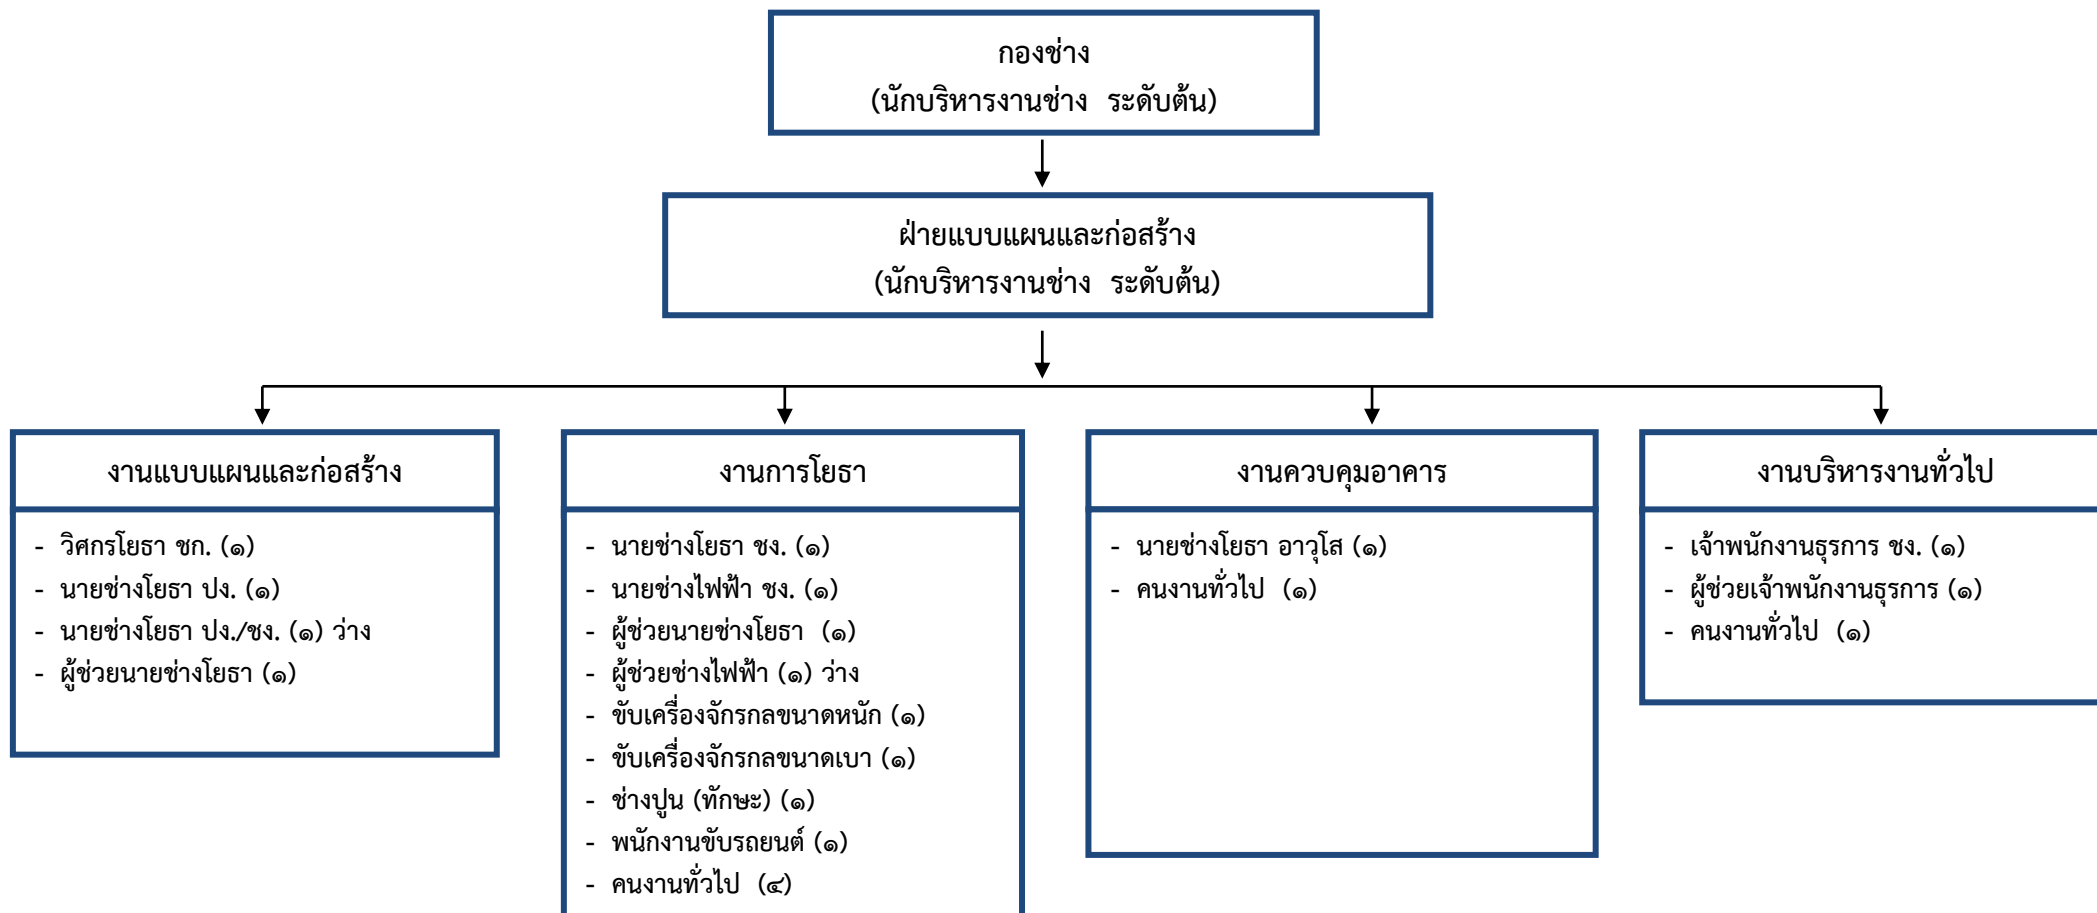 กองช่าง
(นักบริหารงานช่าง ระดับต้น)
ฝ่ายแบบแผนและก่อสร้าง
(นักบริหารงานช่าง ระดับต้น)
งานแบบแผนและก่อสร้าง
- วิศกรโยธา ชก. (๑)
- นายช่างโยธา ปง. (๑)
- นายช่างโยธา ปง./ชง. (๑) ว่าง
- ผู้ช่วยนายช่างโยธา (๑)
งานการโยธา
- นายช่างโยธา ชง. (๑)
- นายช่างไฟฟ้า ชง. (๑)
- ผู้ช่วยนายช่างโยธา (๑)
- ผู้ช่วยช่างไฟฟ้า (๑) ว่าง
- ขับเครื่องจักรกลขนาดหนัก (๑)
- ขับเครื่องจักรกลขนาดเบา (๑)
- ช่างปูน (ทักษะ) (๑)
- พนักงานขับรถยนต์ (๑)
- คนงานทั่วไป (๔)
งานควบคุมอาคาร
- นายช่างโยธา อาวุโส (๑)
- คนงานทั่วไป (๑)
งานบริหารงานทั่วไป
- เจ้าพนักงานธุรการ ชง. (๑)
- ผู้ช่วยเจ้าพนักงานธุรการ (๑)
- คนงานทั่วไป (๑)